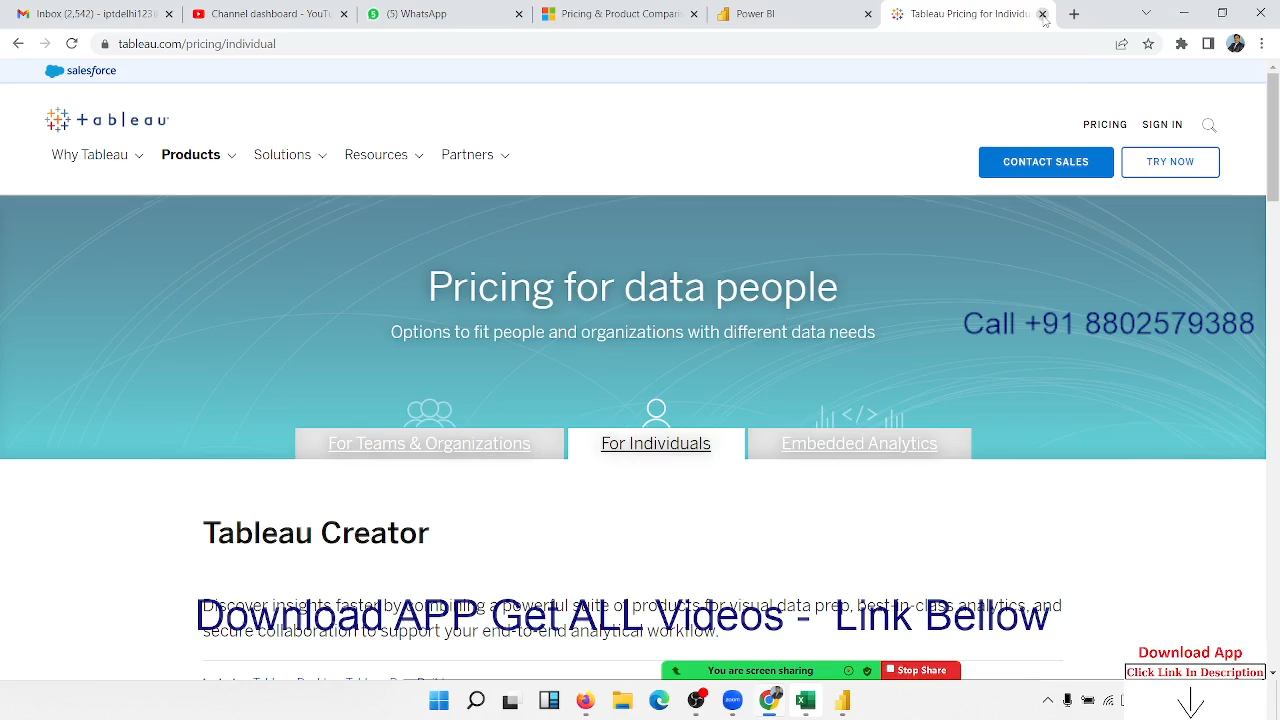 Inbox (2,542) - iptdelhi1238
Channel dashboard - YouTu
5
(5) WhatsApp
Pricing & Product Compare
Power BI
Tableau Pricing for Individu
tableau.com/pricing/individual
salesforce
+ a b | e a u
PRICING
SIGN IN
Why Tableau
Products
Solutions
Resources
Partners
CONTACT SALES
TRY NOW
Pricing for data people
Options to fit people and organizations with different data needs
Call +91 8802579388
For Teams & Organizations
For Individuals
Embedded Analytics
Tableau Creator
Discover insights faster by combining a powerful suite of products for visual data prep, best-in-class analytics, and
secure collaboration to support your end-to-end analytical workflow.
Download APP Get ALL Videos - Link Bellow
You are screen sharing
Stop Share
Download App
Click Link In Description
zoom